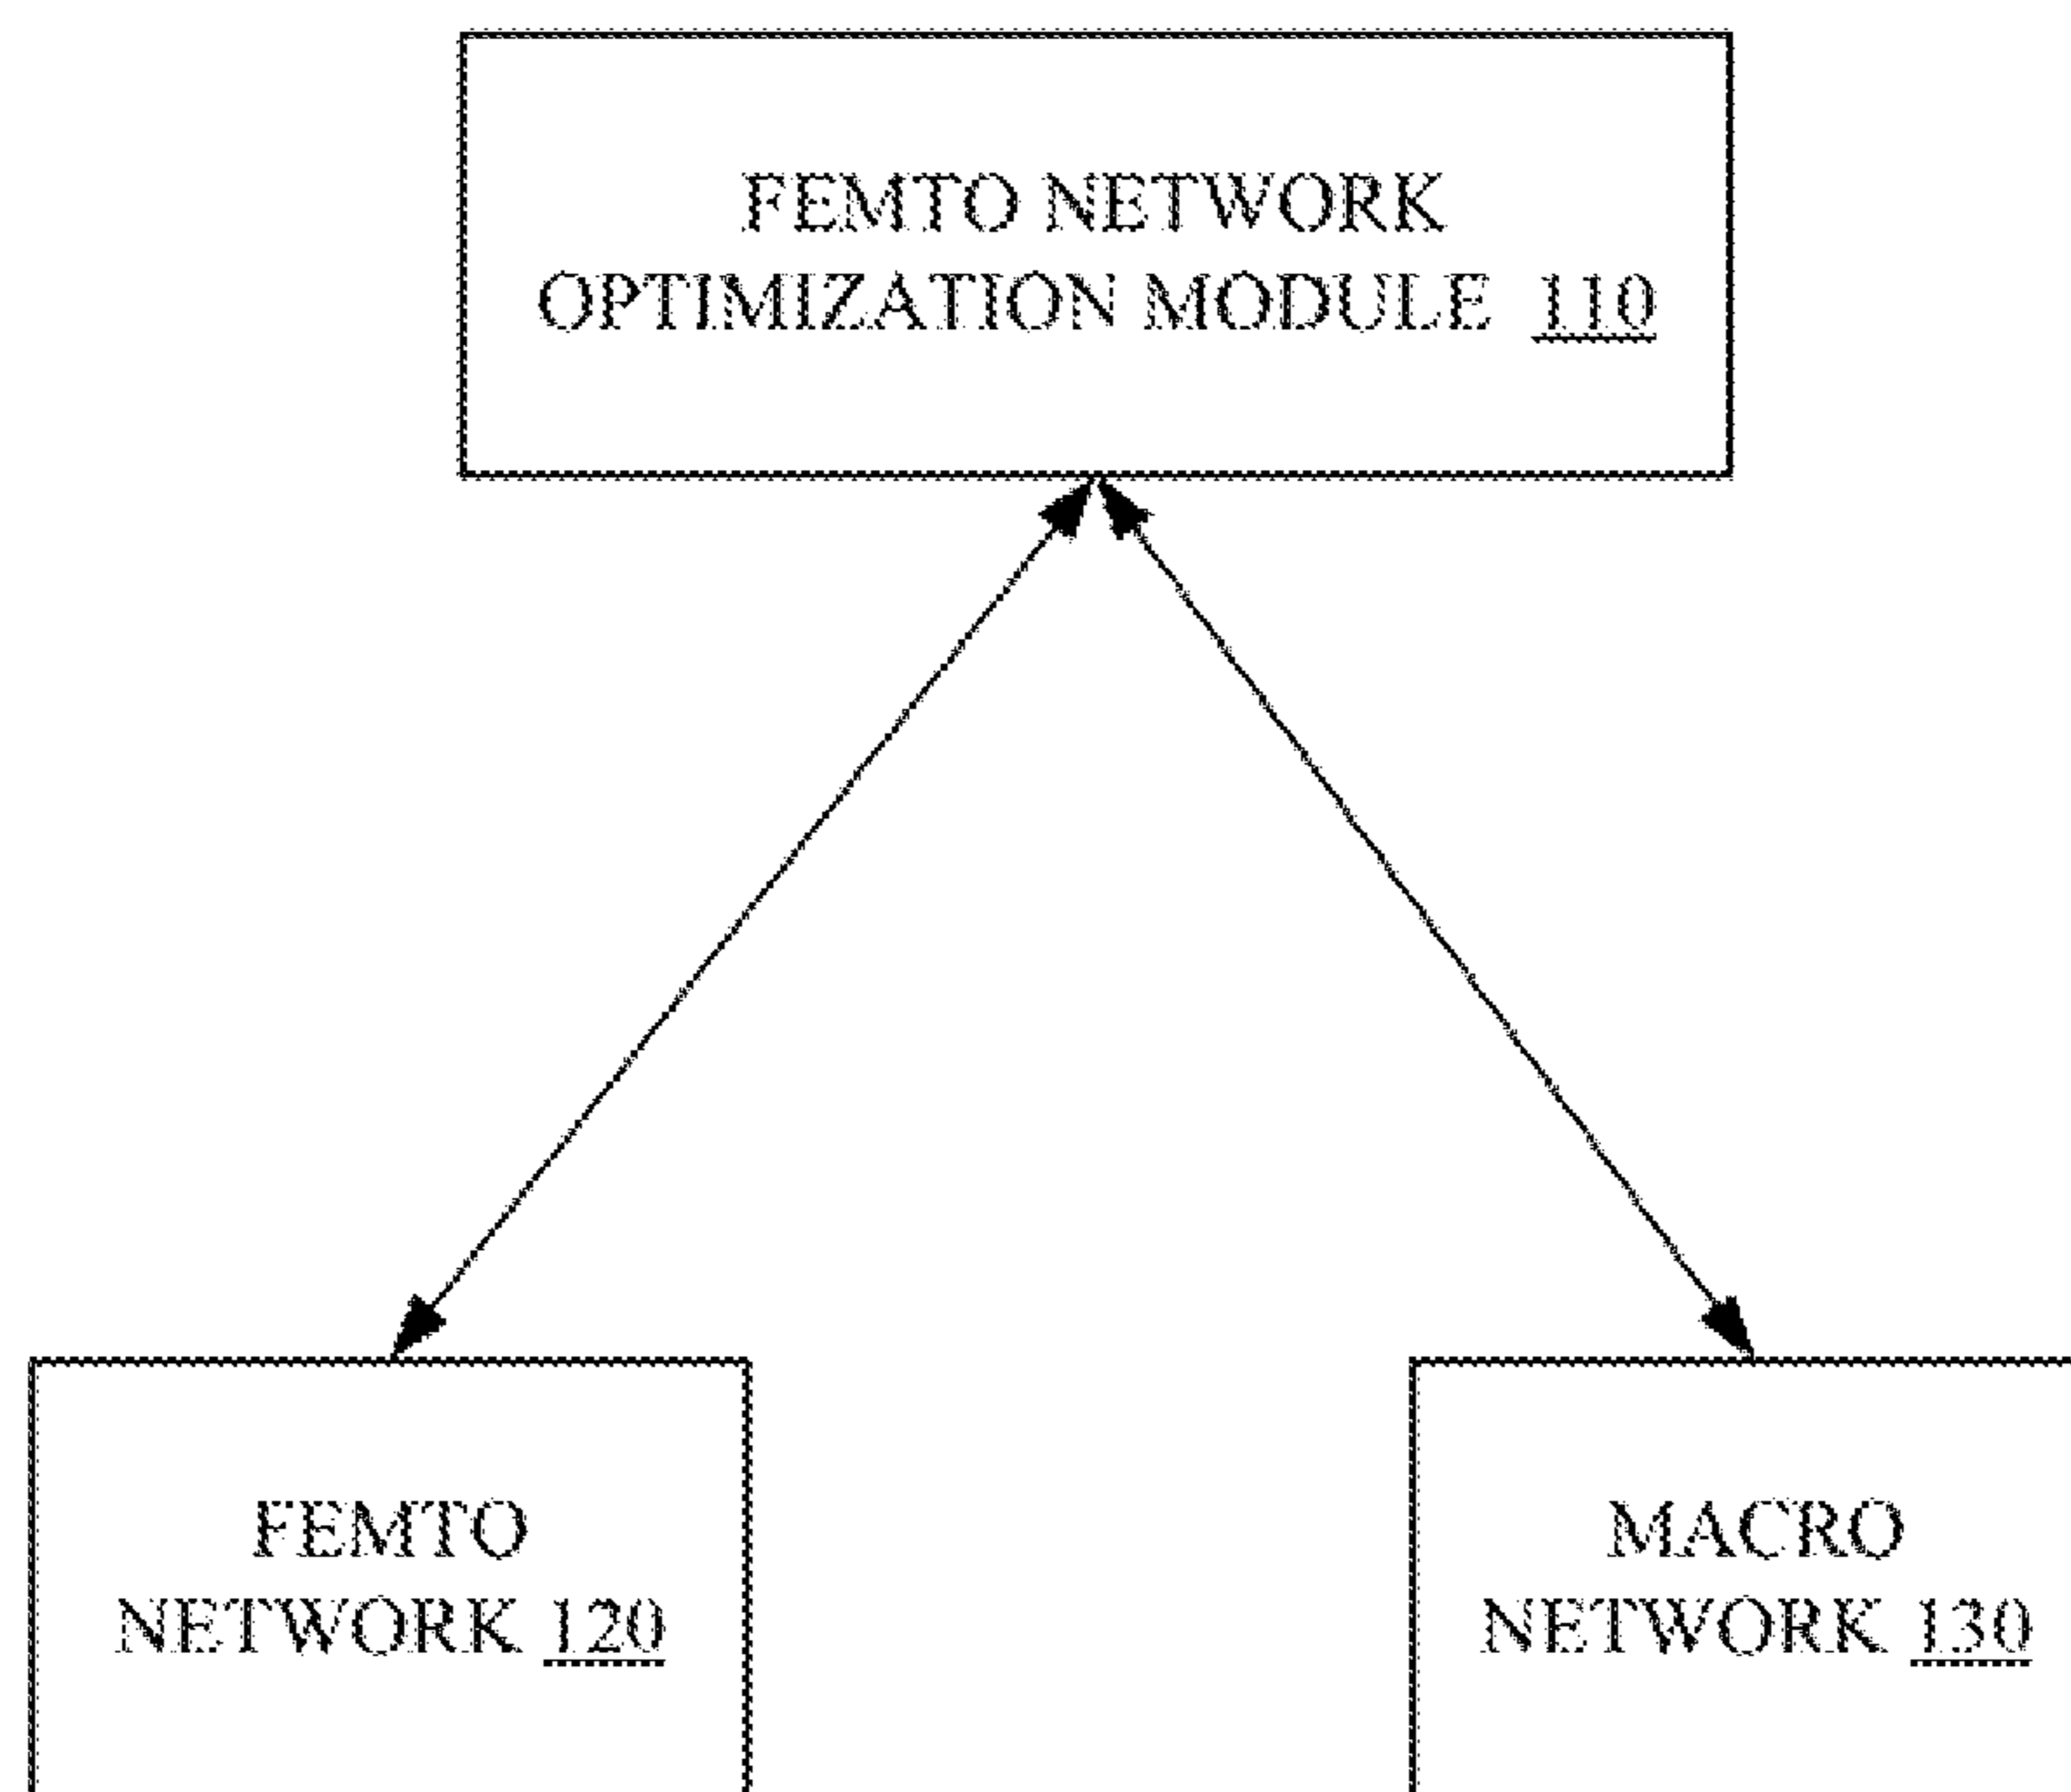 FEMTO NETWORK
OPTIMIZATION MODULE 110
FEMTO
NETWORK 120
MACRO
NETWORK 130